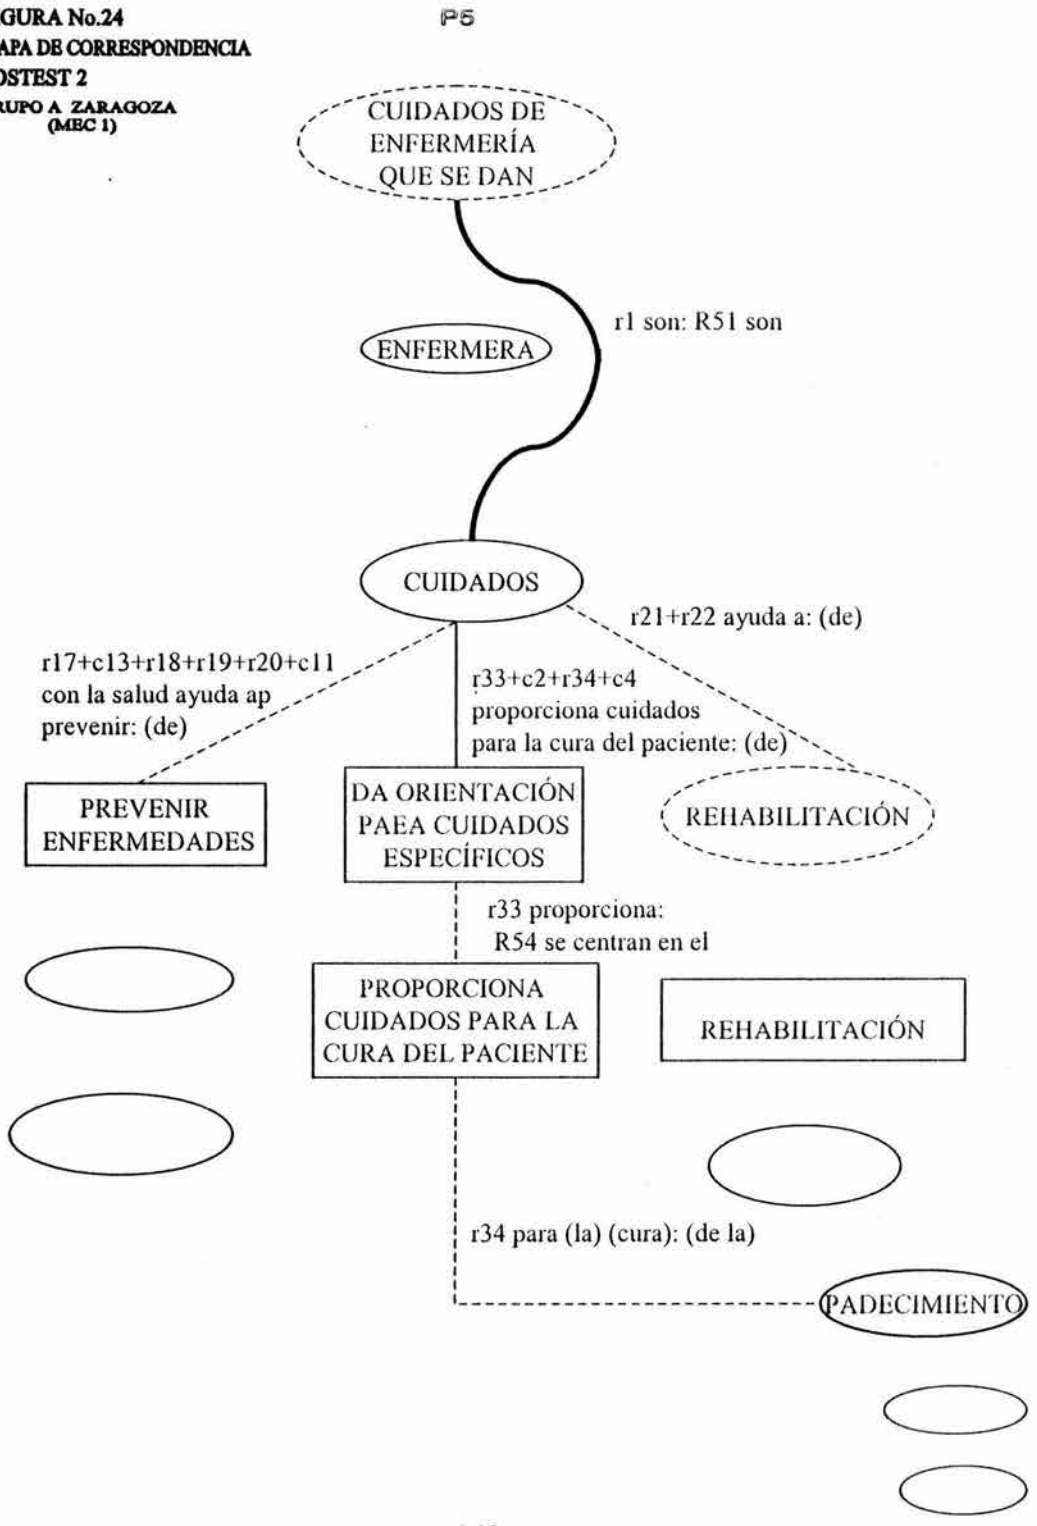 GURA No.24
APA DE CORRESPONDENCIA
OSTEST 2
RUPO A ZARAGOZA
(MEC 1)
P5
CUIDADOS DE
ENFERMERÍA
QUE SE DAN
r1 son: R51 son
ENFERMERA
CUIDADOS
r21+r22 ayuda a: (de)
r17+c13+r18+r19+r20+c11
con la salud ayuda ap
prevenir: (de)
r33+c2+r34+c4
proporciona cuidados
para la cura del paciente: (de)
PREVENIR
ENFERMEDADES
DA ORIENTACIÓN
PAEA CUIDADOS
ESPECÍFICOS
REHABILITACIÓN
r33 proporciona:
R54 se centran en el
PROPORCIONA
CUIDADOS PARA LA
CURA DEL PACIENTE
REHABILITACIÓN
r34 para (la) (cura): (de la)
PADECIMIENTO